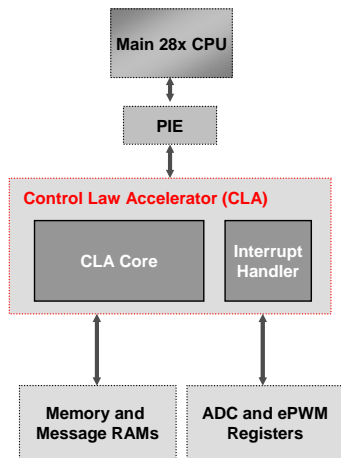 Main 28x CPU
PIE
Control Law Accelerator (CLA)
CLA Core
Interrupt
Handler
Memory and
Message RAMs
ADC and ePWM
Registers